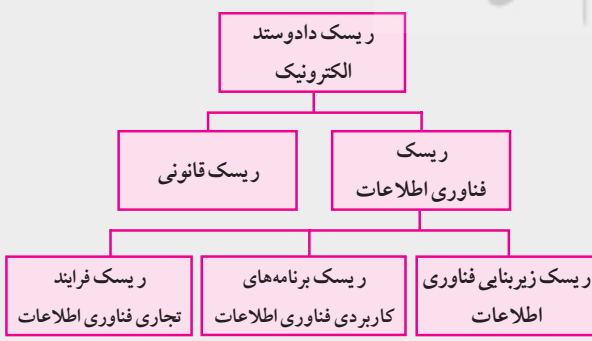 ریسک دادوستد
الکترونیک
ریسک
فناوری اطلاعات
ریسک قانونی
ریسک زیربنایی فناوری
اطلاعات
ریسک برنامه‌های
کاربردی فناوری اطلاعات
ریسک فرایند
تجاری فناوری اطلاعات